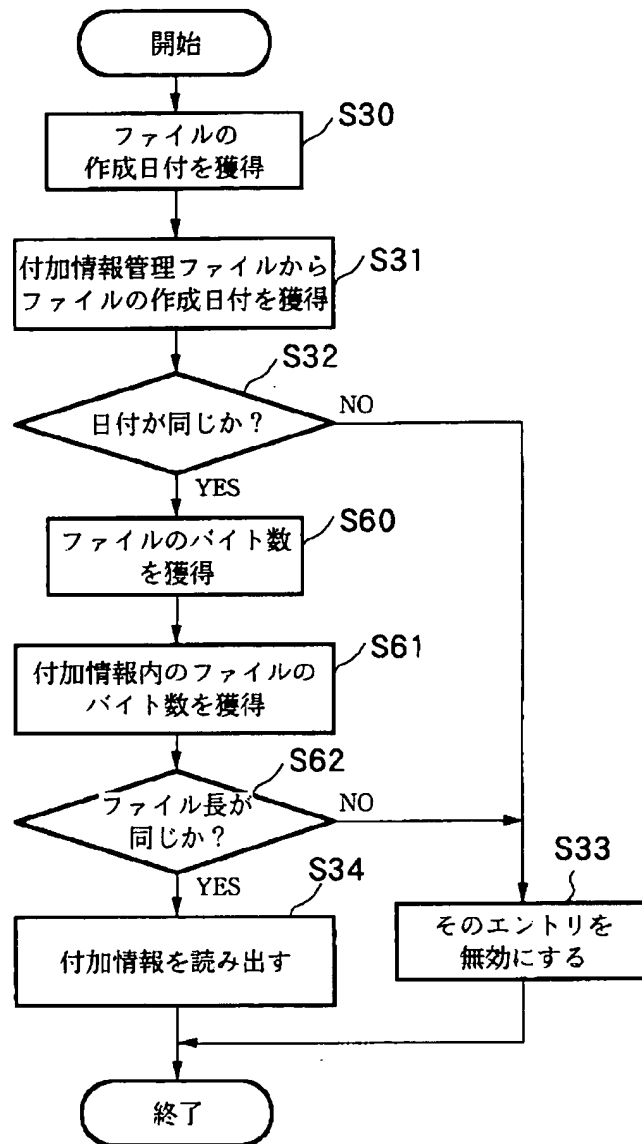 開始
S30
ファイルの
作成日付を獲得
S31
付加情報管理ファイルから
ファイルの作成日付を獲得
S32
日付が同じか？
NO
YES
S60
ファイルのバイト数
を獲得
S61
付加情報内のファイルの
バイト数を獲得
S62
ファイル長が
同じか？
NO
YES
S34
付加情報を読み出す
S33
そのエントリを
無効にする
終了